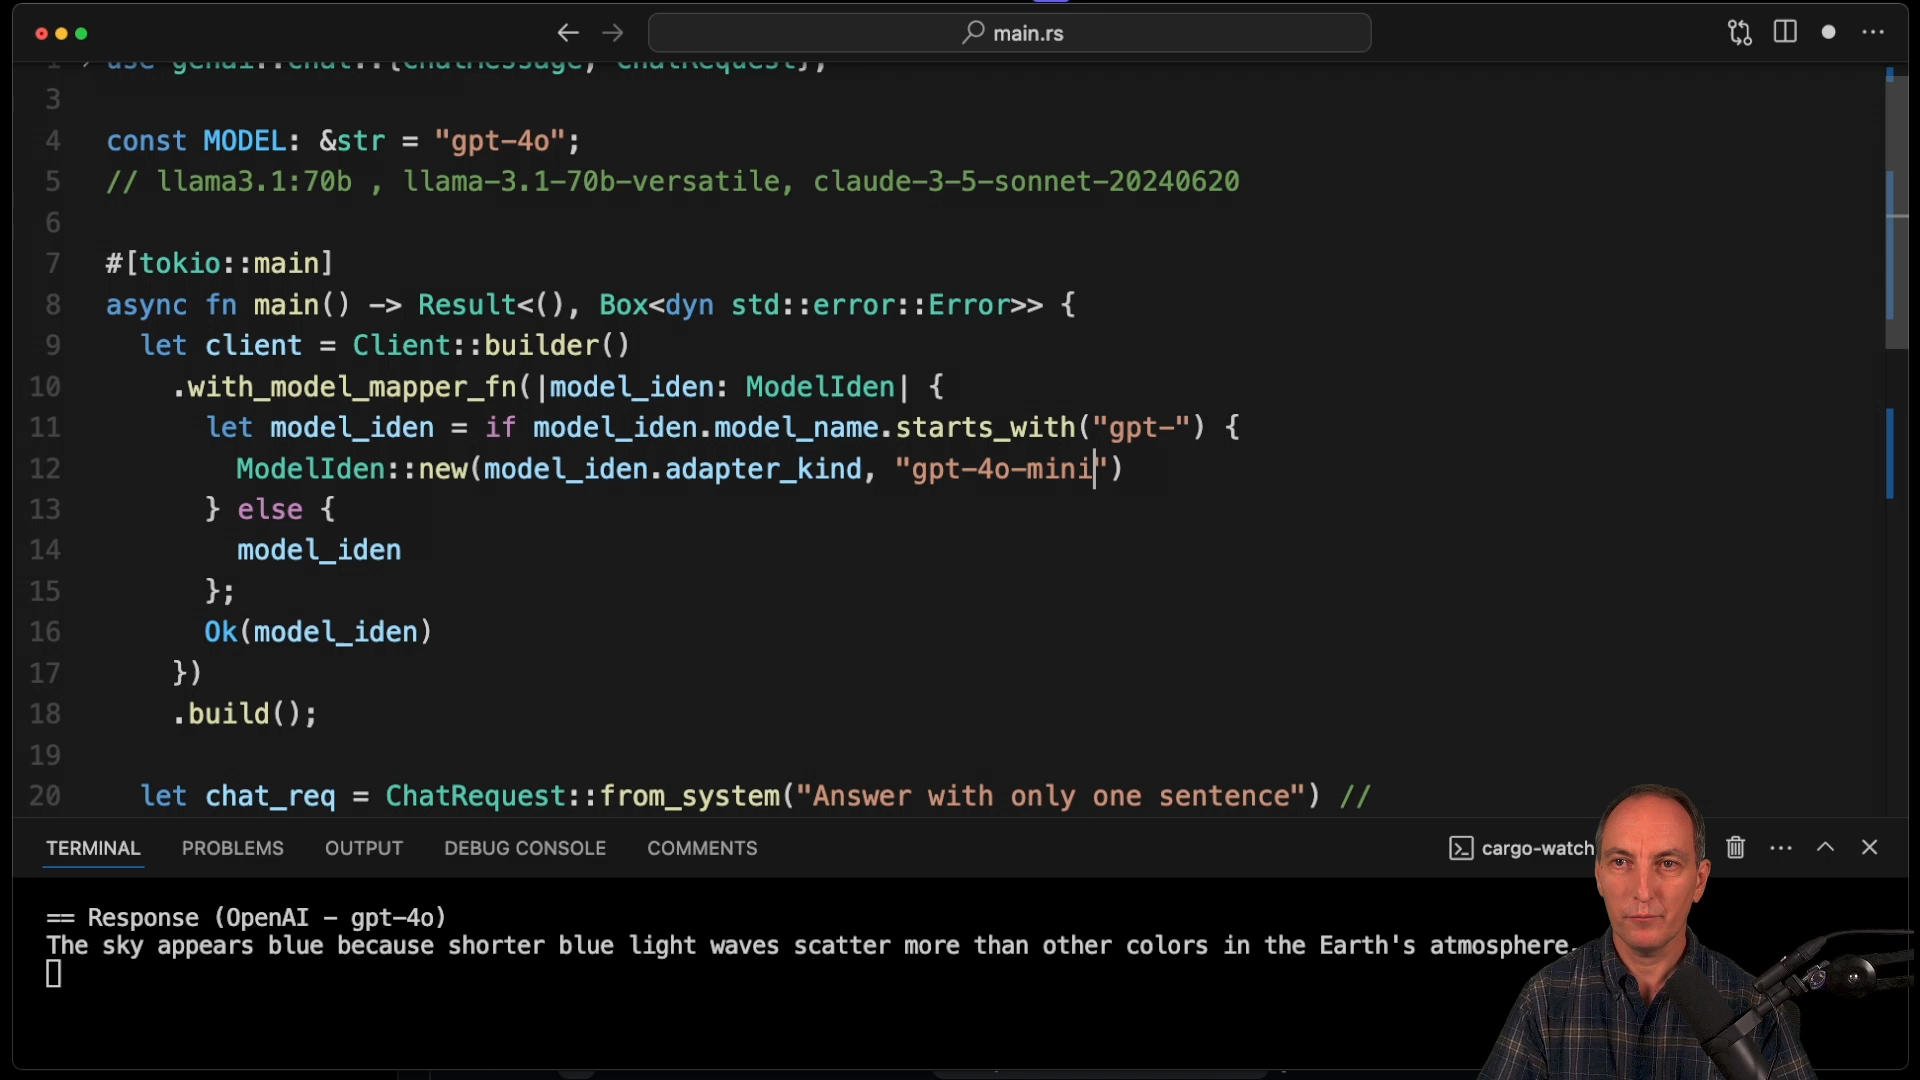 main.rs
use genai::chat::{ChatMessage, ChatRequest};
3
4 const MODEL: &str = "gpt-4o";
5 // llama3.1:70b , llama-3.1-70b-versatile, claude-3-5-sonnet-20240620
6
7 #[tokio::main]
8 async fn main() -> Result<(), Box<dyn std::error::Error>> {
9 let client = Client::builder()
10 .with_model_mapper_fn(|model_iden: ModelIden| {
11 let model_iden = if model_iden.model_name.starts_with("gpt-") {
12 ModelIden::new(model_iden.adapter_kind, "gpt-4o-mini")
13 } else {
14 model_iden
15 };
16 Ok(model_iden)
17 })
18 .build();
19
20 let chat_req = ChatRequest::from_system("Answer with only one sentence") //
TERMINAL PROBLEMS OUTPUT DEBUG CONSOLE COMMENTS cargo-watch
== Response (OpenAI - gpt-4o)
The sky appears blue because shorter blue light waves scatter more than other colors in the Earth's atmosphere.